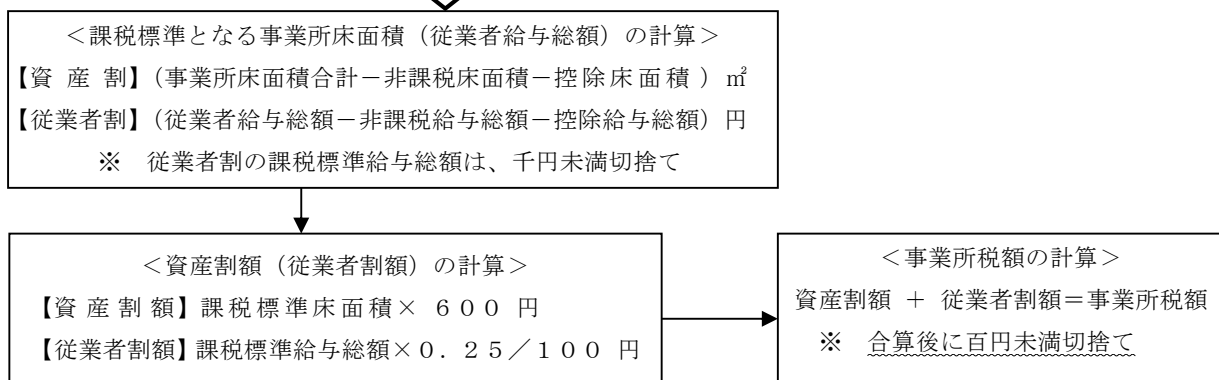 ＜課税標準となる事業所床面積（従業者給与総額）の計算＞
【資 産 割】（事業所床面積合計－非課税床面積－控除床面積）㎡
【従業者割】（従業者給与総額－非課税給与総額－控除給与総額）円
※　従業者割の課税標準給与総額は、千円未満切捨て
＜資産割額（従業者割額）の計算＞
【資 産 割 額】課税標準床面積×　６００　円
【従業者割額】課税標準給与総額×０．２５／１００　円
＜事業所税額の計算＞
資産割額　＋　従業者割額＝事業所税額
※　合算後に百円未満切捨て